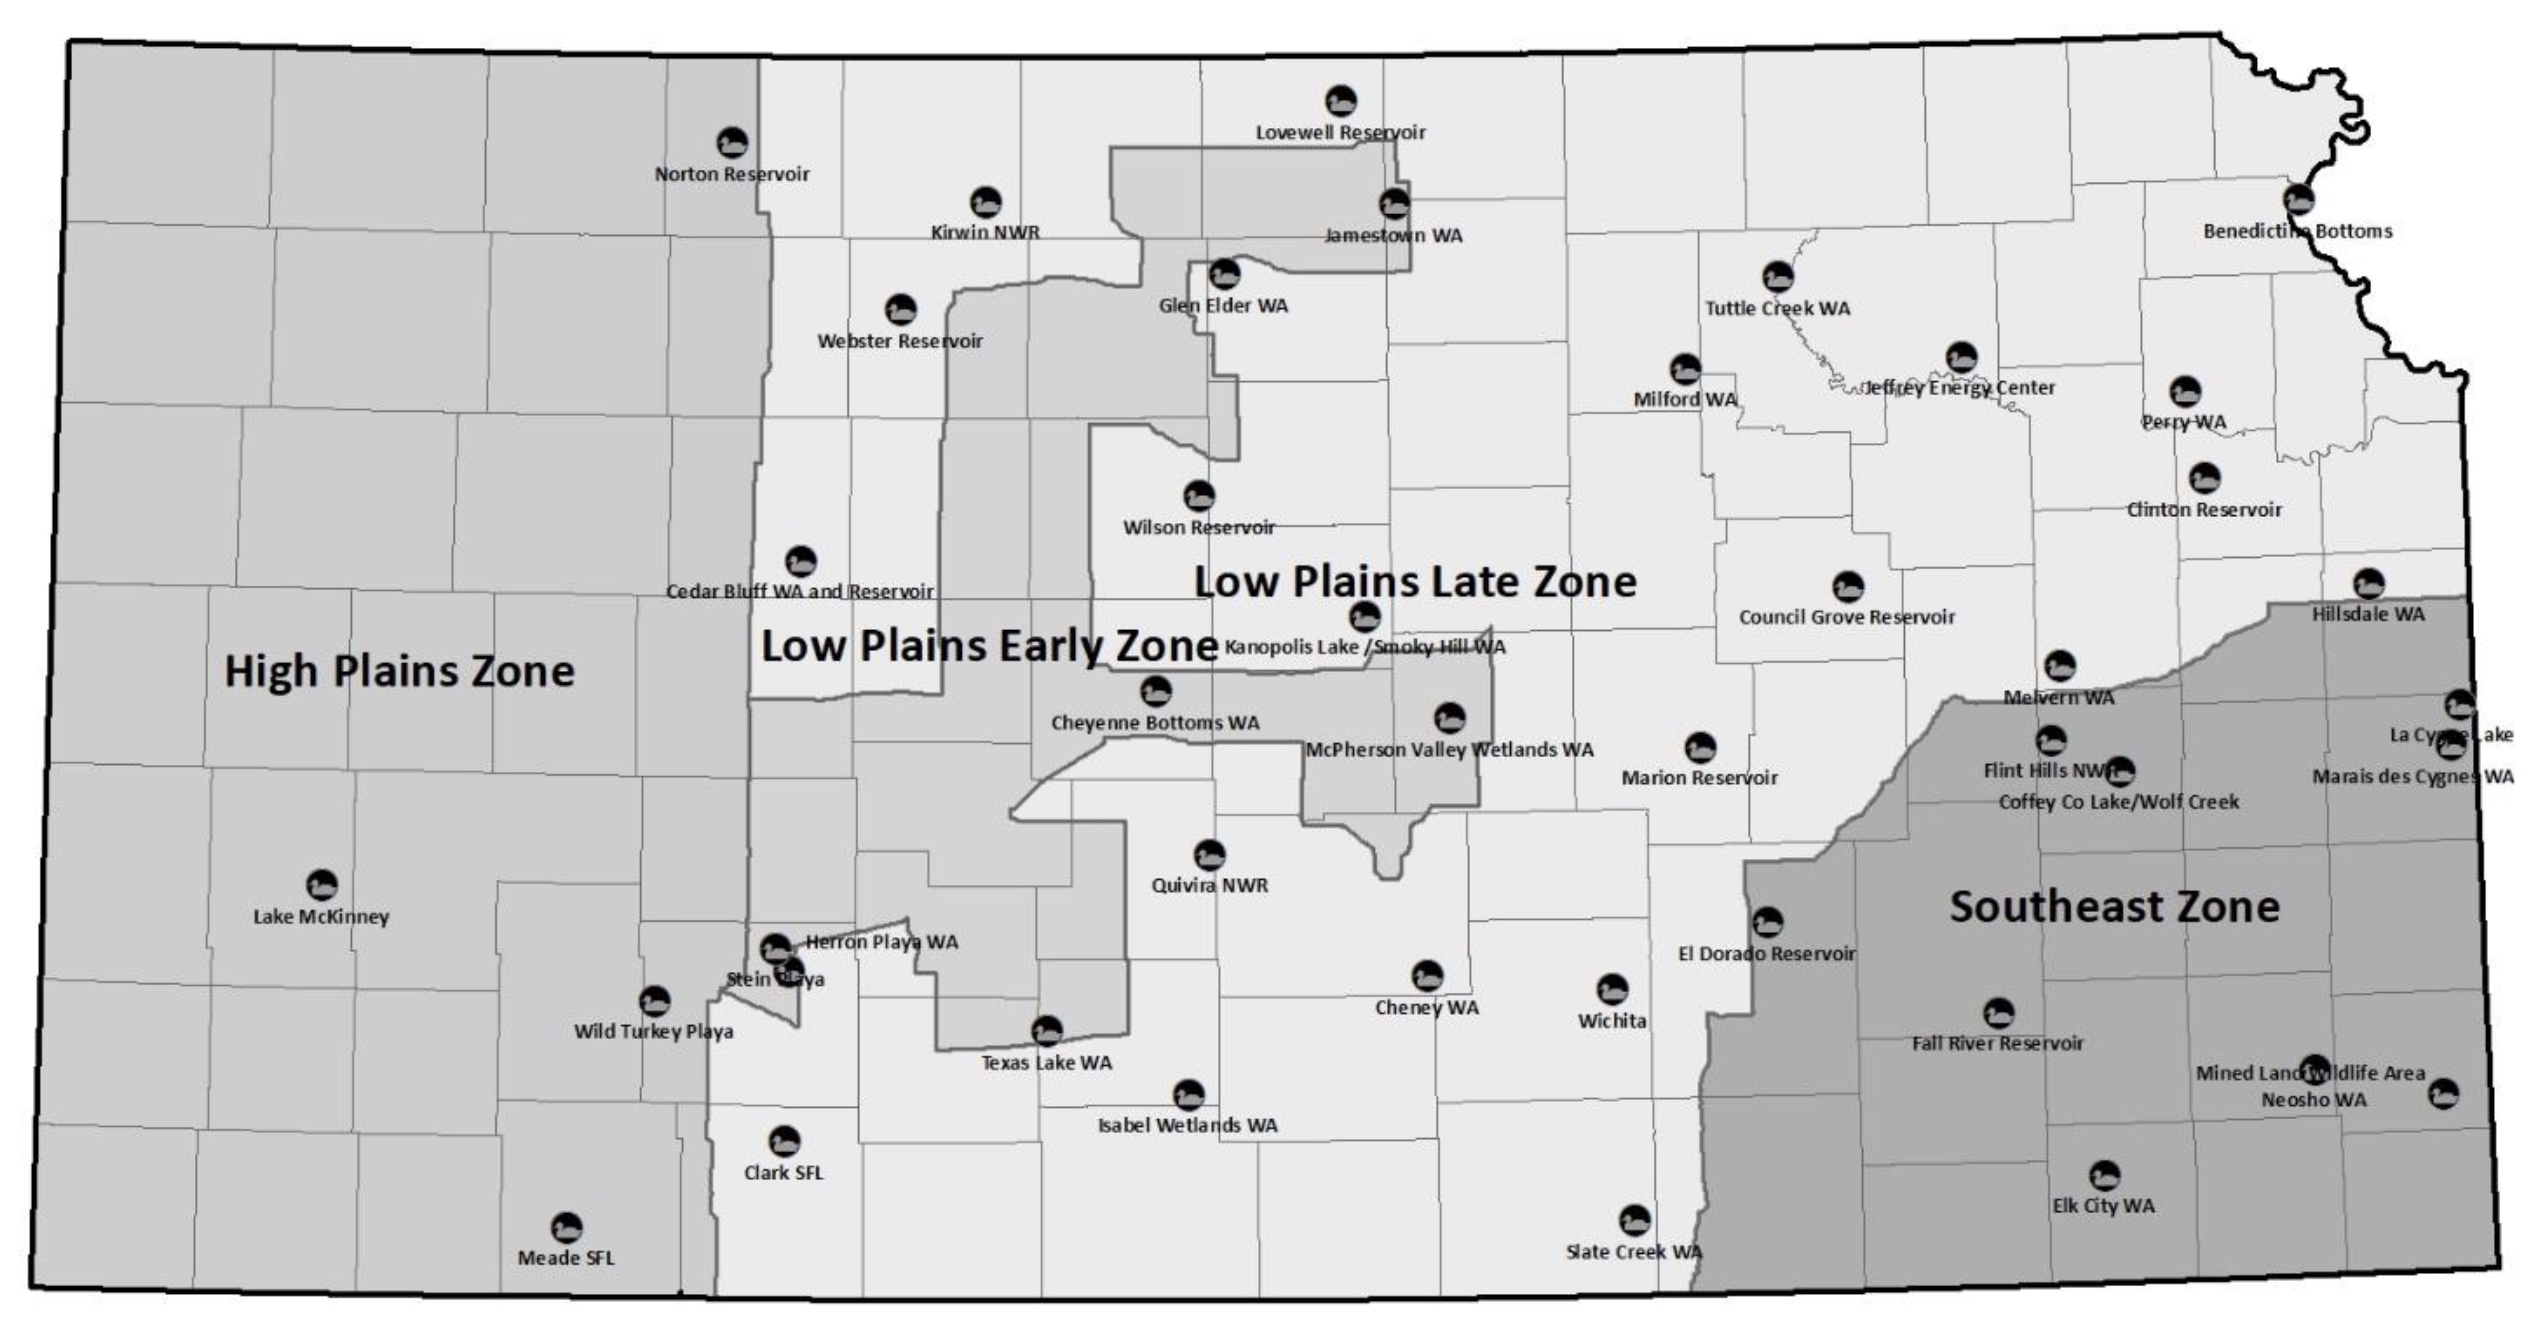 Lovewell Reservoir
Norton Reservoir
Kirwin NWR
Jamestown WA
Benedictine Bottoms
Glen Elder WA
Tuttle Creek WA
Webster Reservoir
Jeffrey Energy Center
Milford WA
Perry WA
Clinton Reservoir
Wilson Reservoir
Low Plains Late Zone
Cedar Bluff WA and Reservoir
Council Grove Reservoir
Hillsdale WA
Low Plains Early Zone
Kanopolis Lake /Smoky Hill WA
High Plains Zone
Melvern WA
Cheyenne Bottoms WA
La Cygne Lake
McPherson Valley Wetlands WA
Flint Hills NWR
Marion Reservoir
Marais des Cygnes WA
Coffey Co Lake/Wolf Creek
Quivira NWR
Southeast Zone
Lake McKinney
Herron Playa WA
El Dorado Reservoir
Stein Playa
Cheney WA
Wichita
Wild Turkey Playa
Fall River Reservoir
Texas Lake WA
Mined Land Wildlife Area
Neosho WA
Isabel Wetlands WA
Clark SFL
Elk City WA
Slate Creek WA
Meade SFL